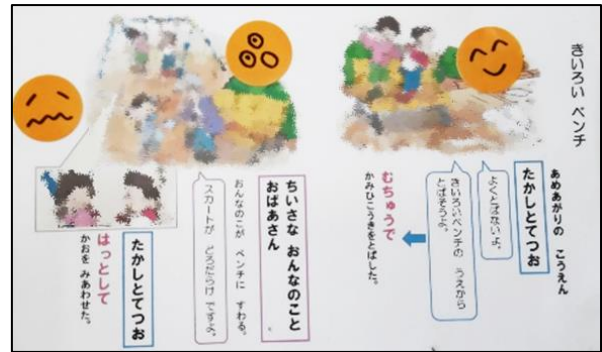 きいろい ベンチ
あめあがりの こうえん
たかしとてつお
よくとばないよ。
きいろいベンチの うえから
とばそうよ。
むちゅうで
かみひこうきをとばした。
ちいさな おんなのこと
おばあさん
おんなのこが ベンチに すわる。
スカートが どろだらけ ですよ。
たかしとてつお
はっとして
かおを みあわせた。